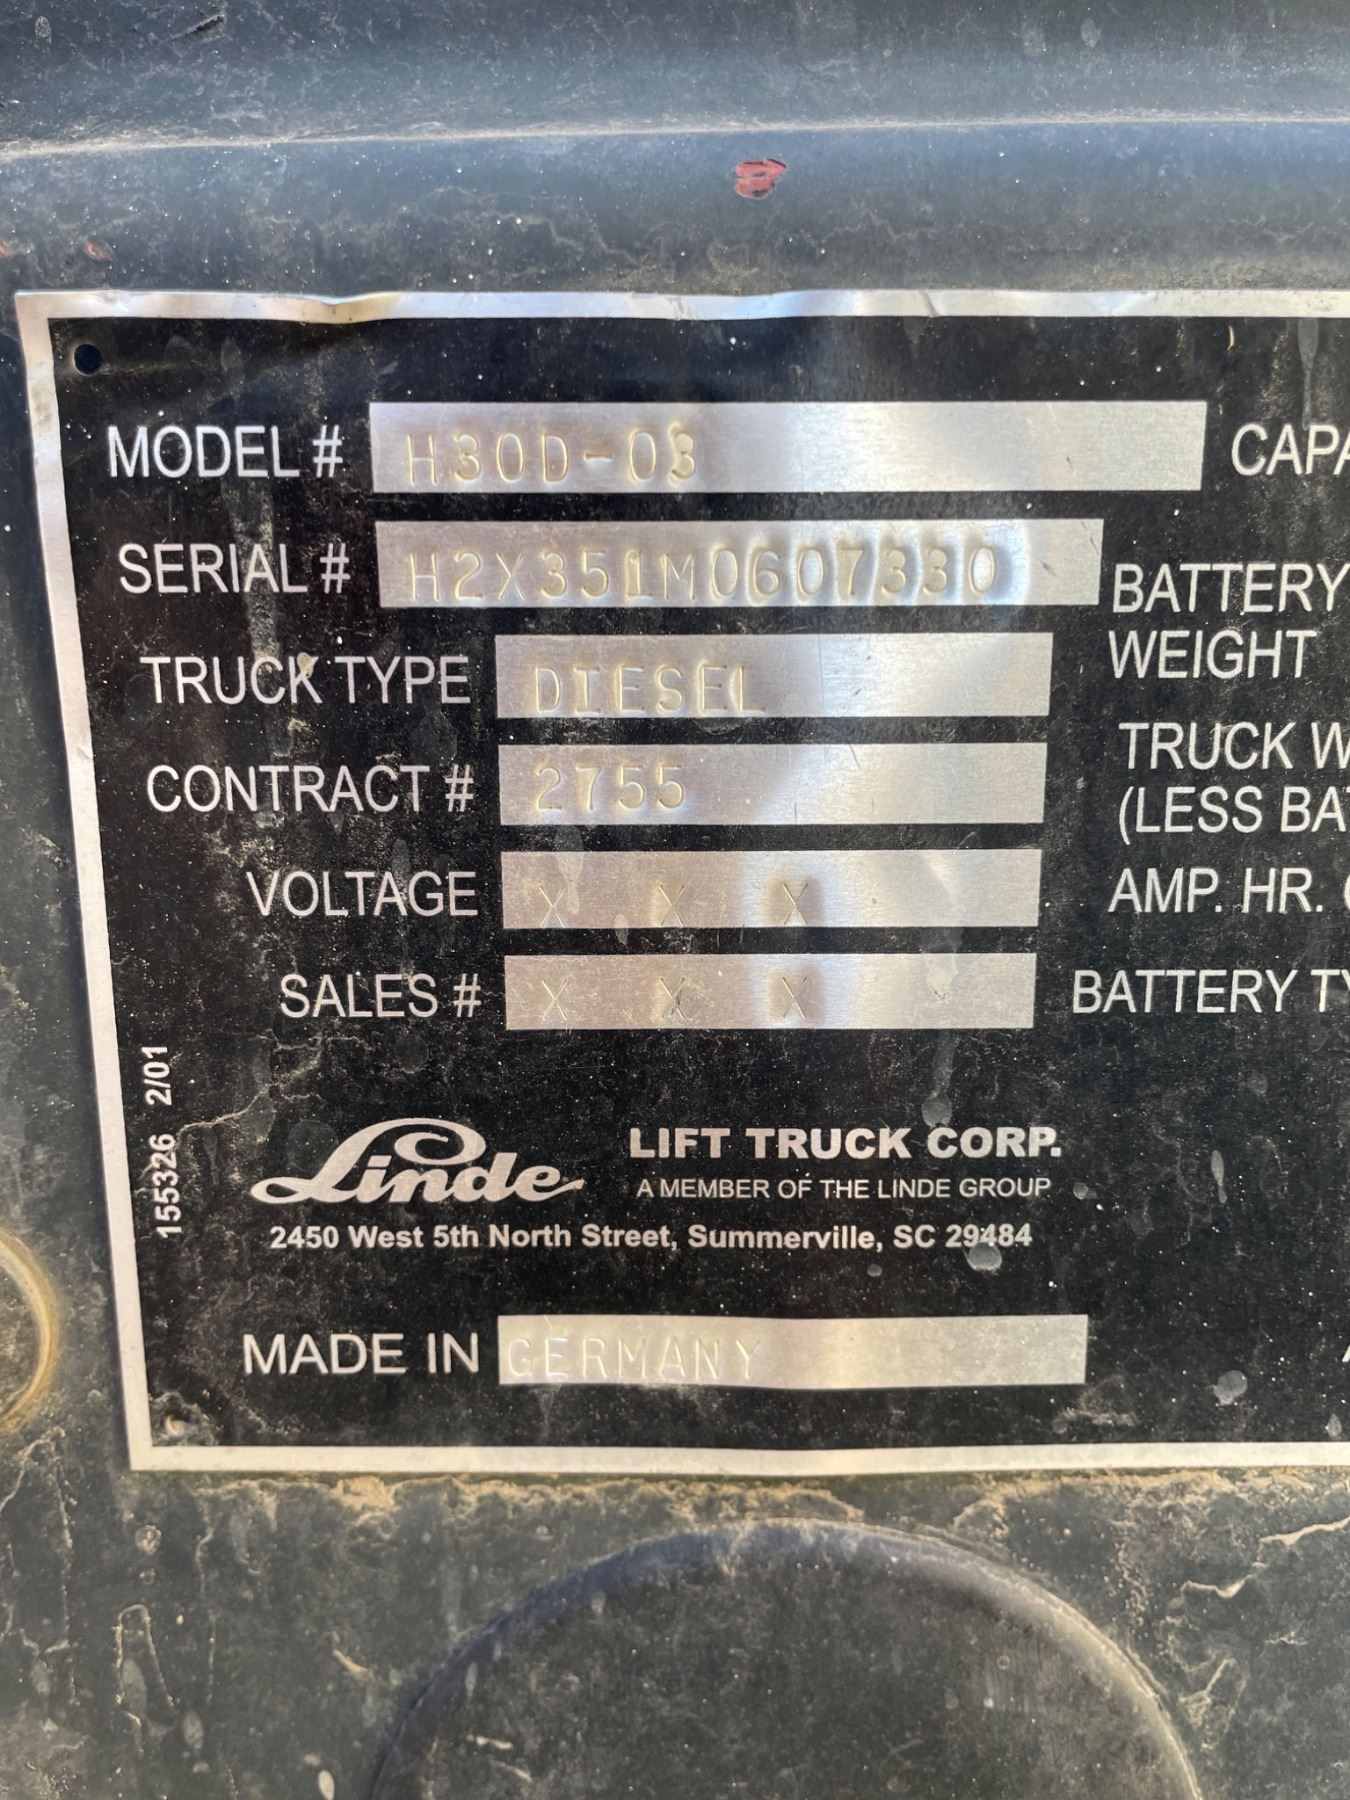 MODEL # H30D-03 CAPA
SERIAL # H2X351M0607330
BATTERY
WEIGHT
TRUCK TYPE DIESEL
TRUCK W
(LESS BAT
CONTRACT # 2755
VOLTAGE X X X
AMP. HR.
SALES # X X X
BATTERY TY
155326 2/01
Linde LIFT TRUCK CORP.
A MEMBER OF THE LINDE GROUP
2450 West 5th North Street, Summerville, SC 29484
MADE IN GERMANY